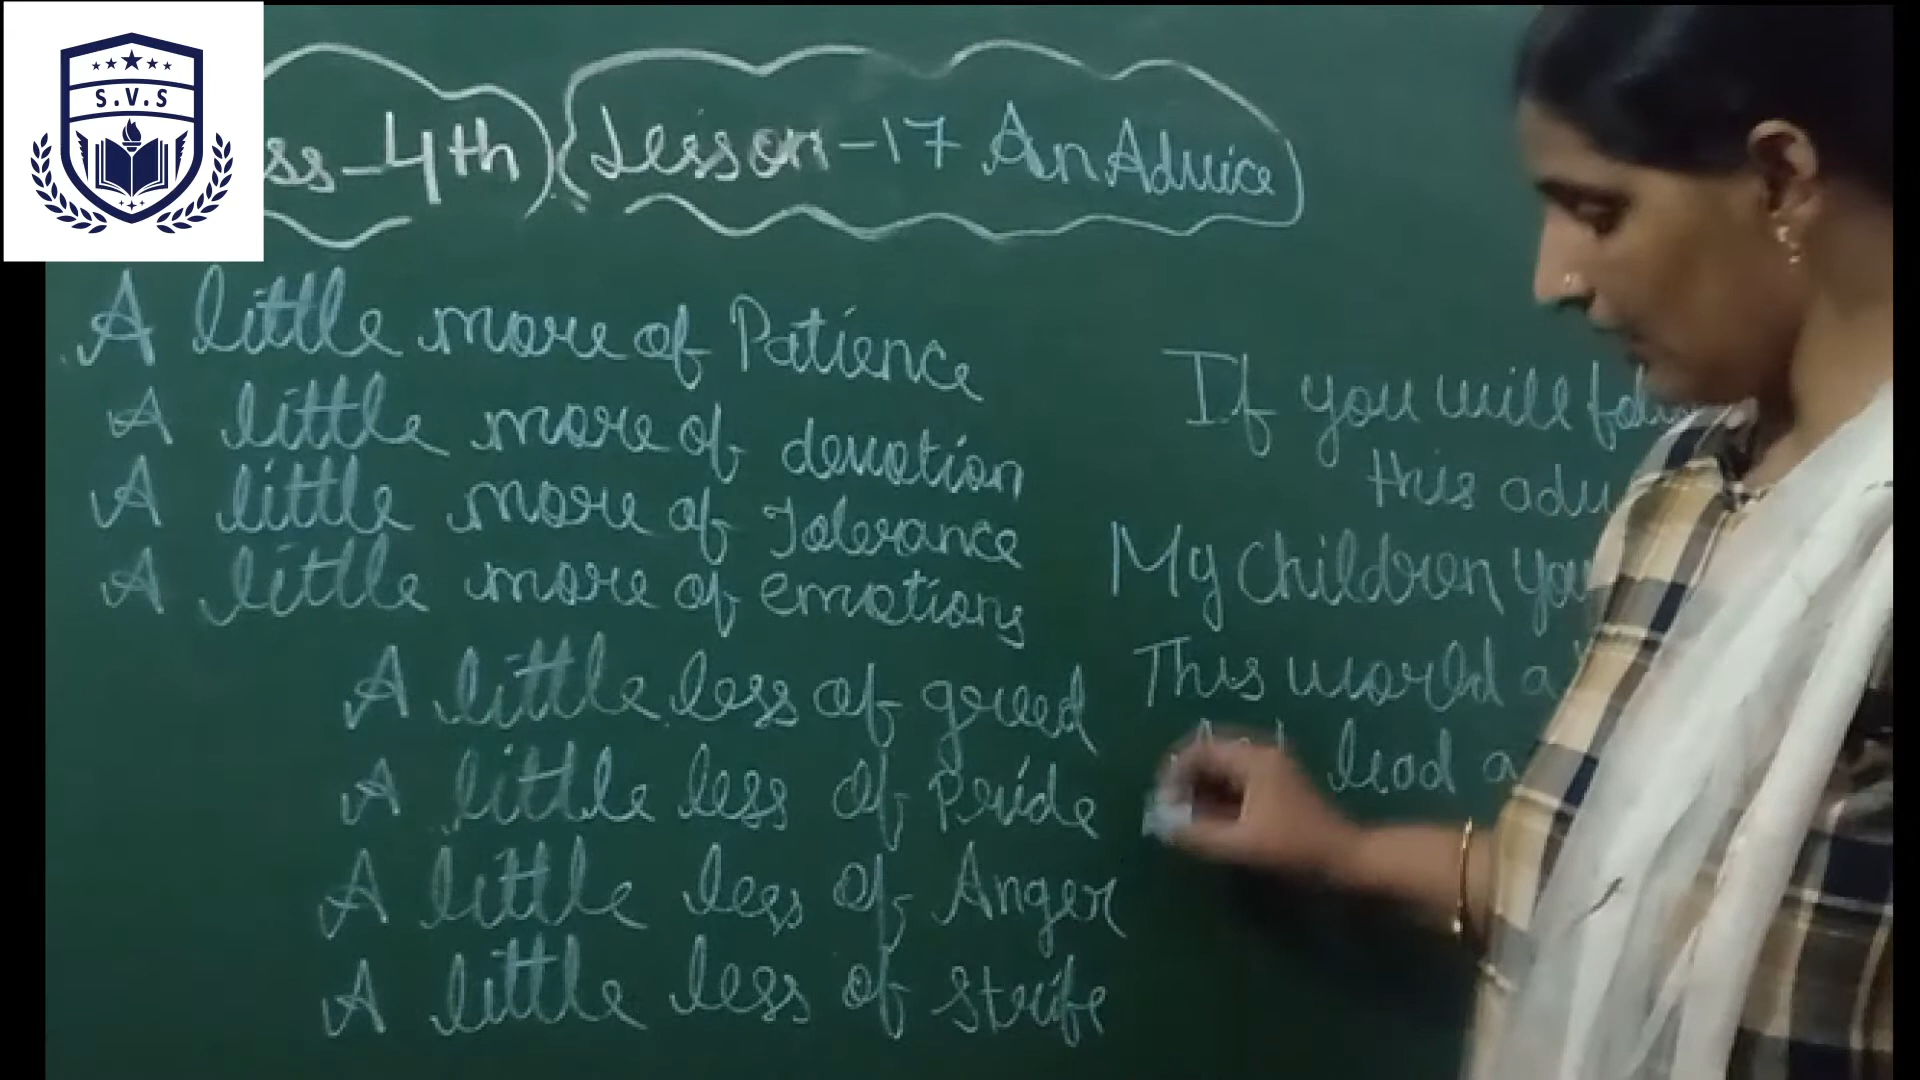 S.V.S
ss-4th
Lesson-17 An Advice
A little more of Patience
A little more of devotion
A little more of Tolerance
A little more of emotions
A little less of greed
A little less of Pride
A little less of Anger
A little less of strife
If you will
this
My children
This world a
lead a